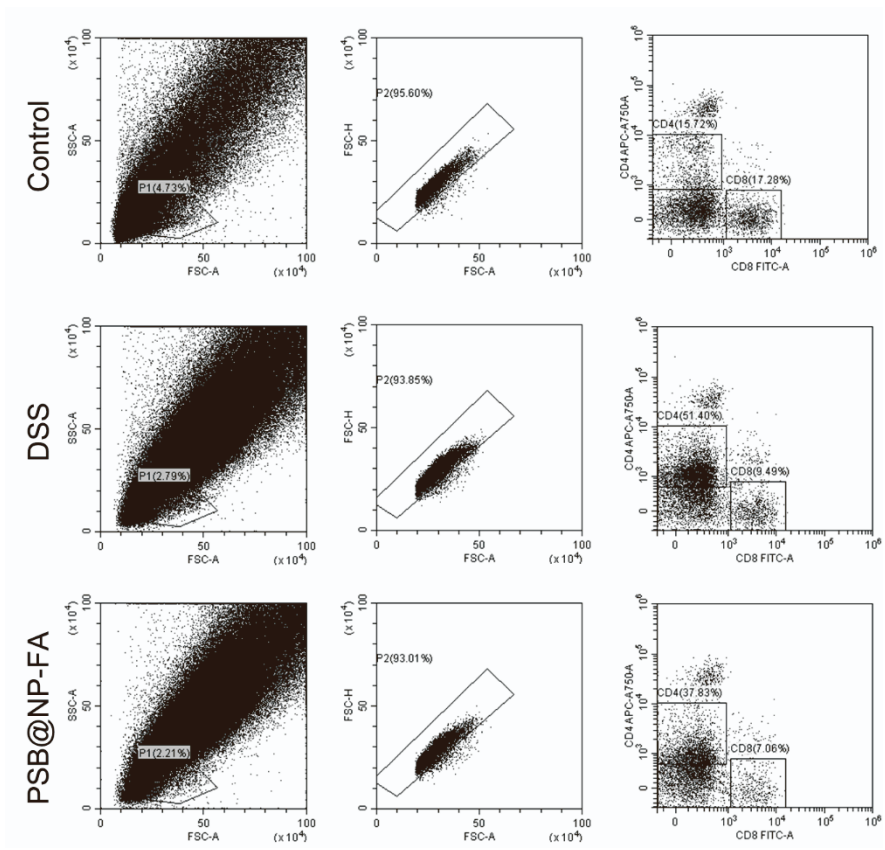 Control
100
(x10⁴)
SSC-A
50
0
P1(4.73%)
0
50
100
FSC-A
(x10⁴)
100
(x10⁴)
FSC-H
50
0
P2(95.60%)
0
50
100
FSC-A
(x10⁴)
10⁶
10⁵
10⁴
10³
0
CD4 APC-A750-A
CD4(15.72%)
CD8(17.28%)
0
10³
10⁴
10⁵
10⁶
CD8 FITC-A
DSS
100
(x10⁴)
SSC-A
50
0
P1(2.79%)
0
50
100
FSC-A
(x10⁴)
100
(x10⁴)
FSC-H
50
0
P2(93.85%)
0
50
100
FSC-A
(x10⁴)
10⁶
10⁵
10⁴
10³
0
CD4 APC-A750-A
CD4(51.40%)
CD8(9.49%)
0
10³
10⁴
10⁵
10⁶
CD8 FITC-A
PSB@NP-FA
100
(x10⁴)
SSC-A
50
0
P1(2.21%)
0
50
100
FSC-A
(x10⁴)
100
(x10⁴)
FSC-H
50
0
P2(93.01%)
0
50
100
FSC-A
(x10⁴)
10⁶
10⁵
10⁴
10³
0
CD4 APC-A750-A
CD4(37.83%)
CD8(7.06%)
0
10³
10⁴
10⁵
10⁶
CD8 FITC-A